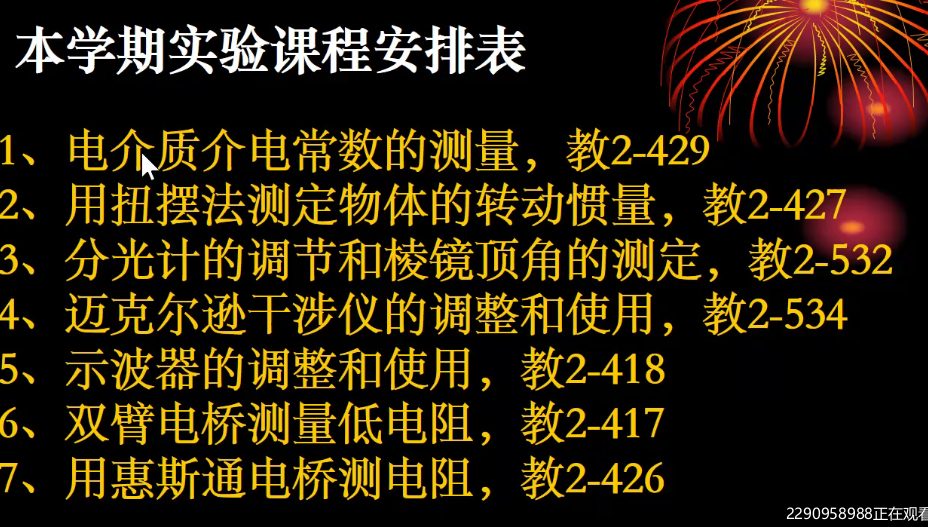 本学期实验课程安排表
1、电介质介电常数的测量，教2-429
2、用扭摆法测定物体的转动惯量，教2-427
3、分光计的调节和棱镜顶角的测定，教2-532
4、迈克尔逊干涉仪的调整和使用，教2-534
5、示波器的调整和使用，教2-418
6、双臂电桥测量低电阻，教2-417
7、用惠斯通电桥测电阻，教2-426
2290958988正在观看